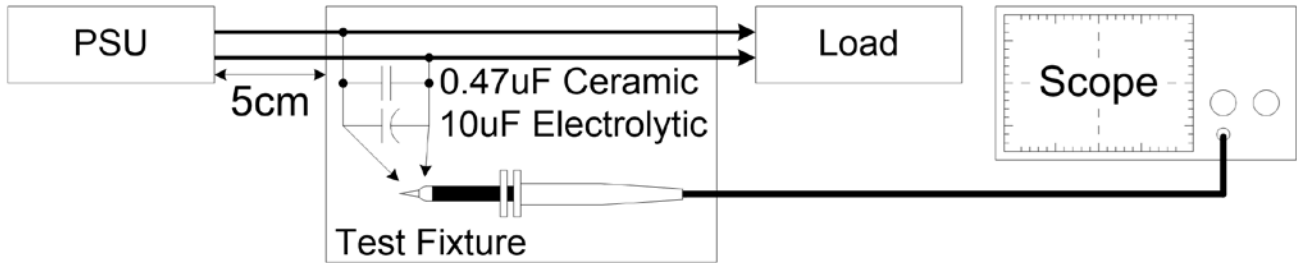 PSU
Load
Scope
5cm
0.47uF Ceramic
10uF Electrolytic
Test Fixture